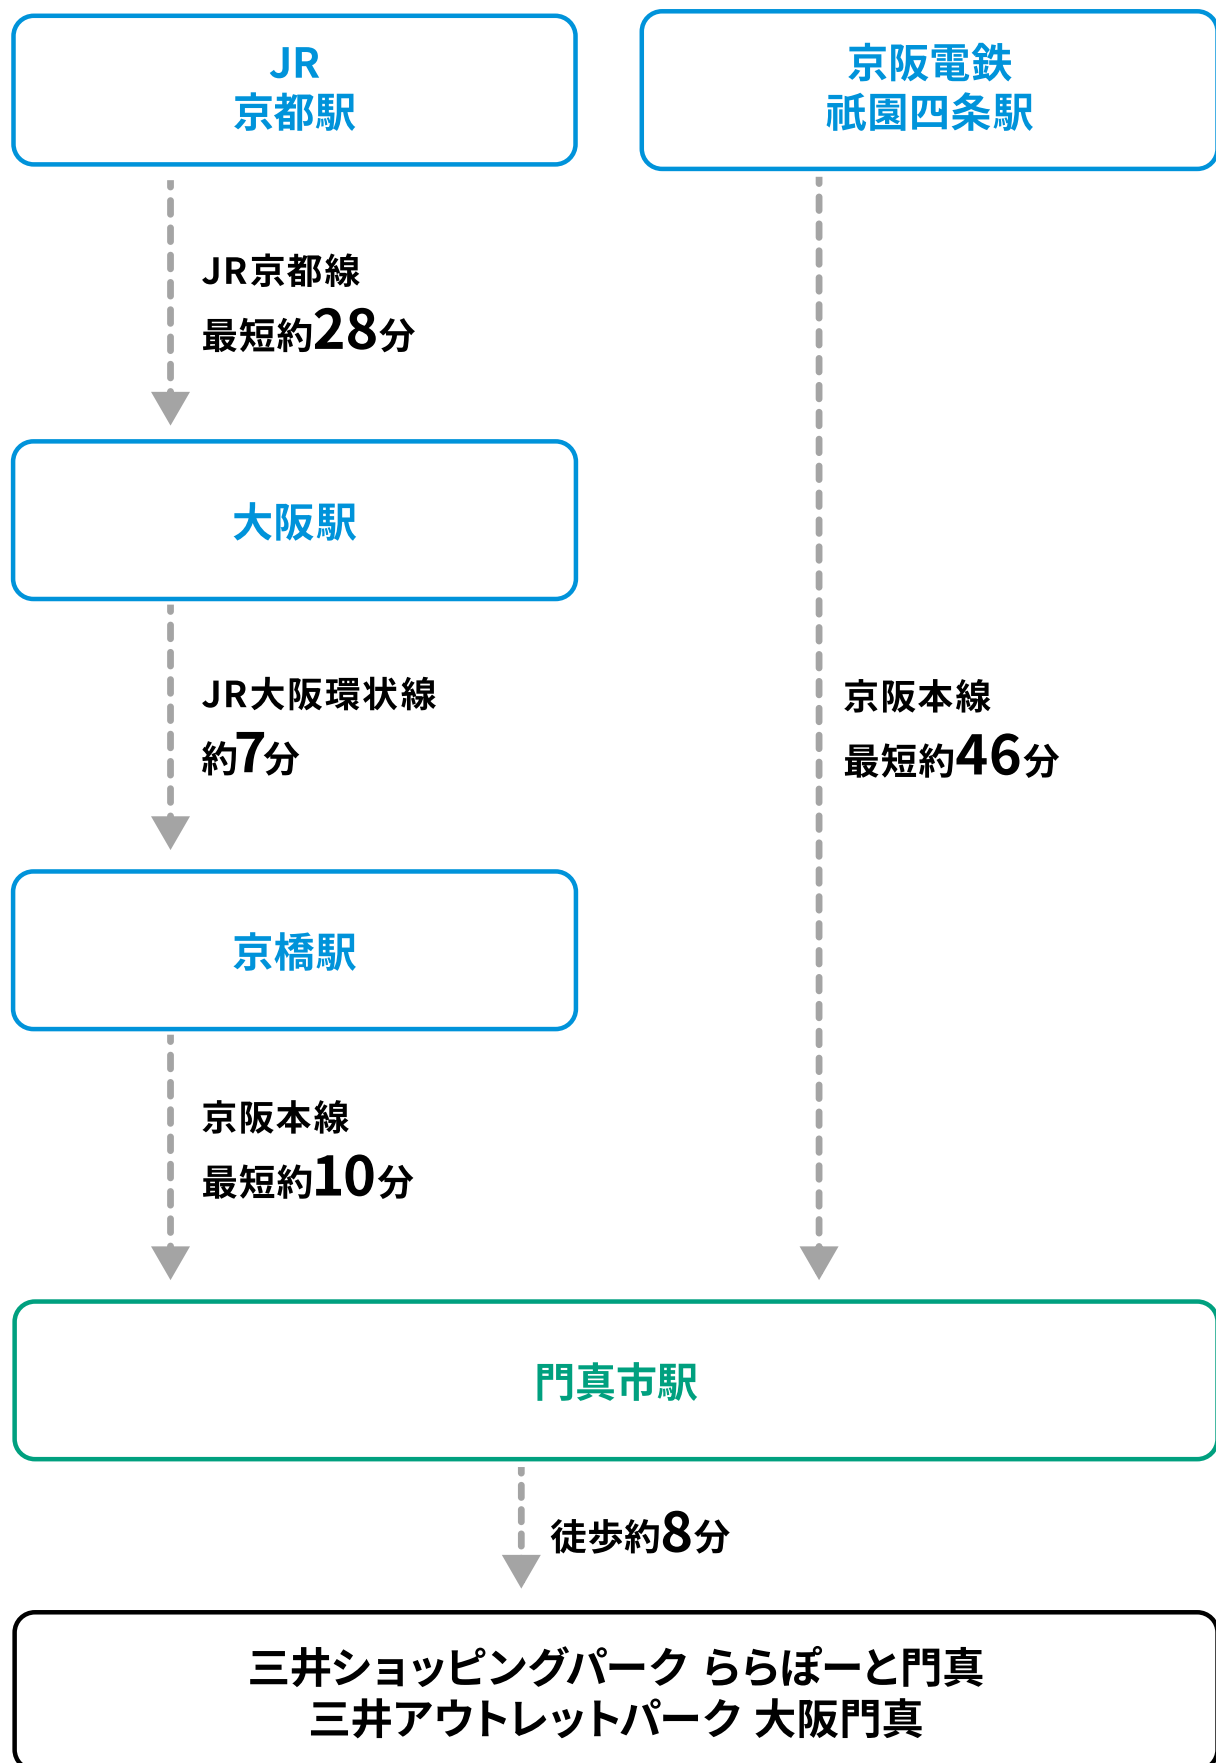 JR
京都駅
京阪電鉄
祇園四条駅
JR京都線
最短約28分
大阪駅
JR大阪環状線
約7分
京阪本線
最短約46分
京橋駅
京阪本線
最短約10分
門真市駅
徒歩約8分
三井ショッピングパーク ららぽーと門真
三井アウトレットパーク 大阪門真